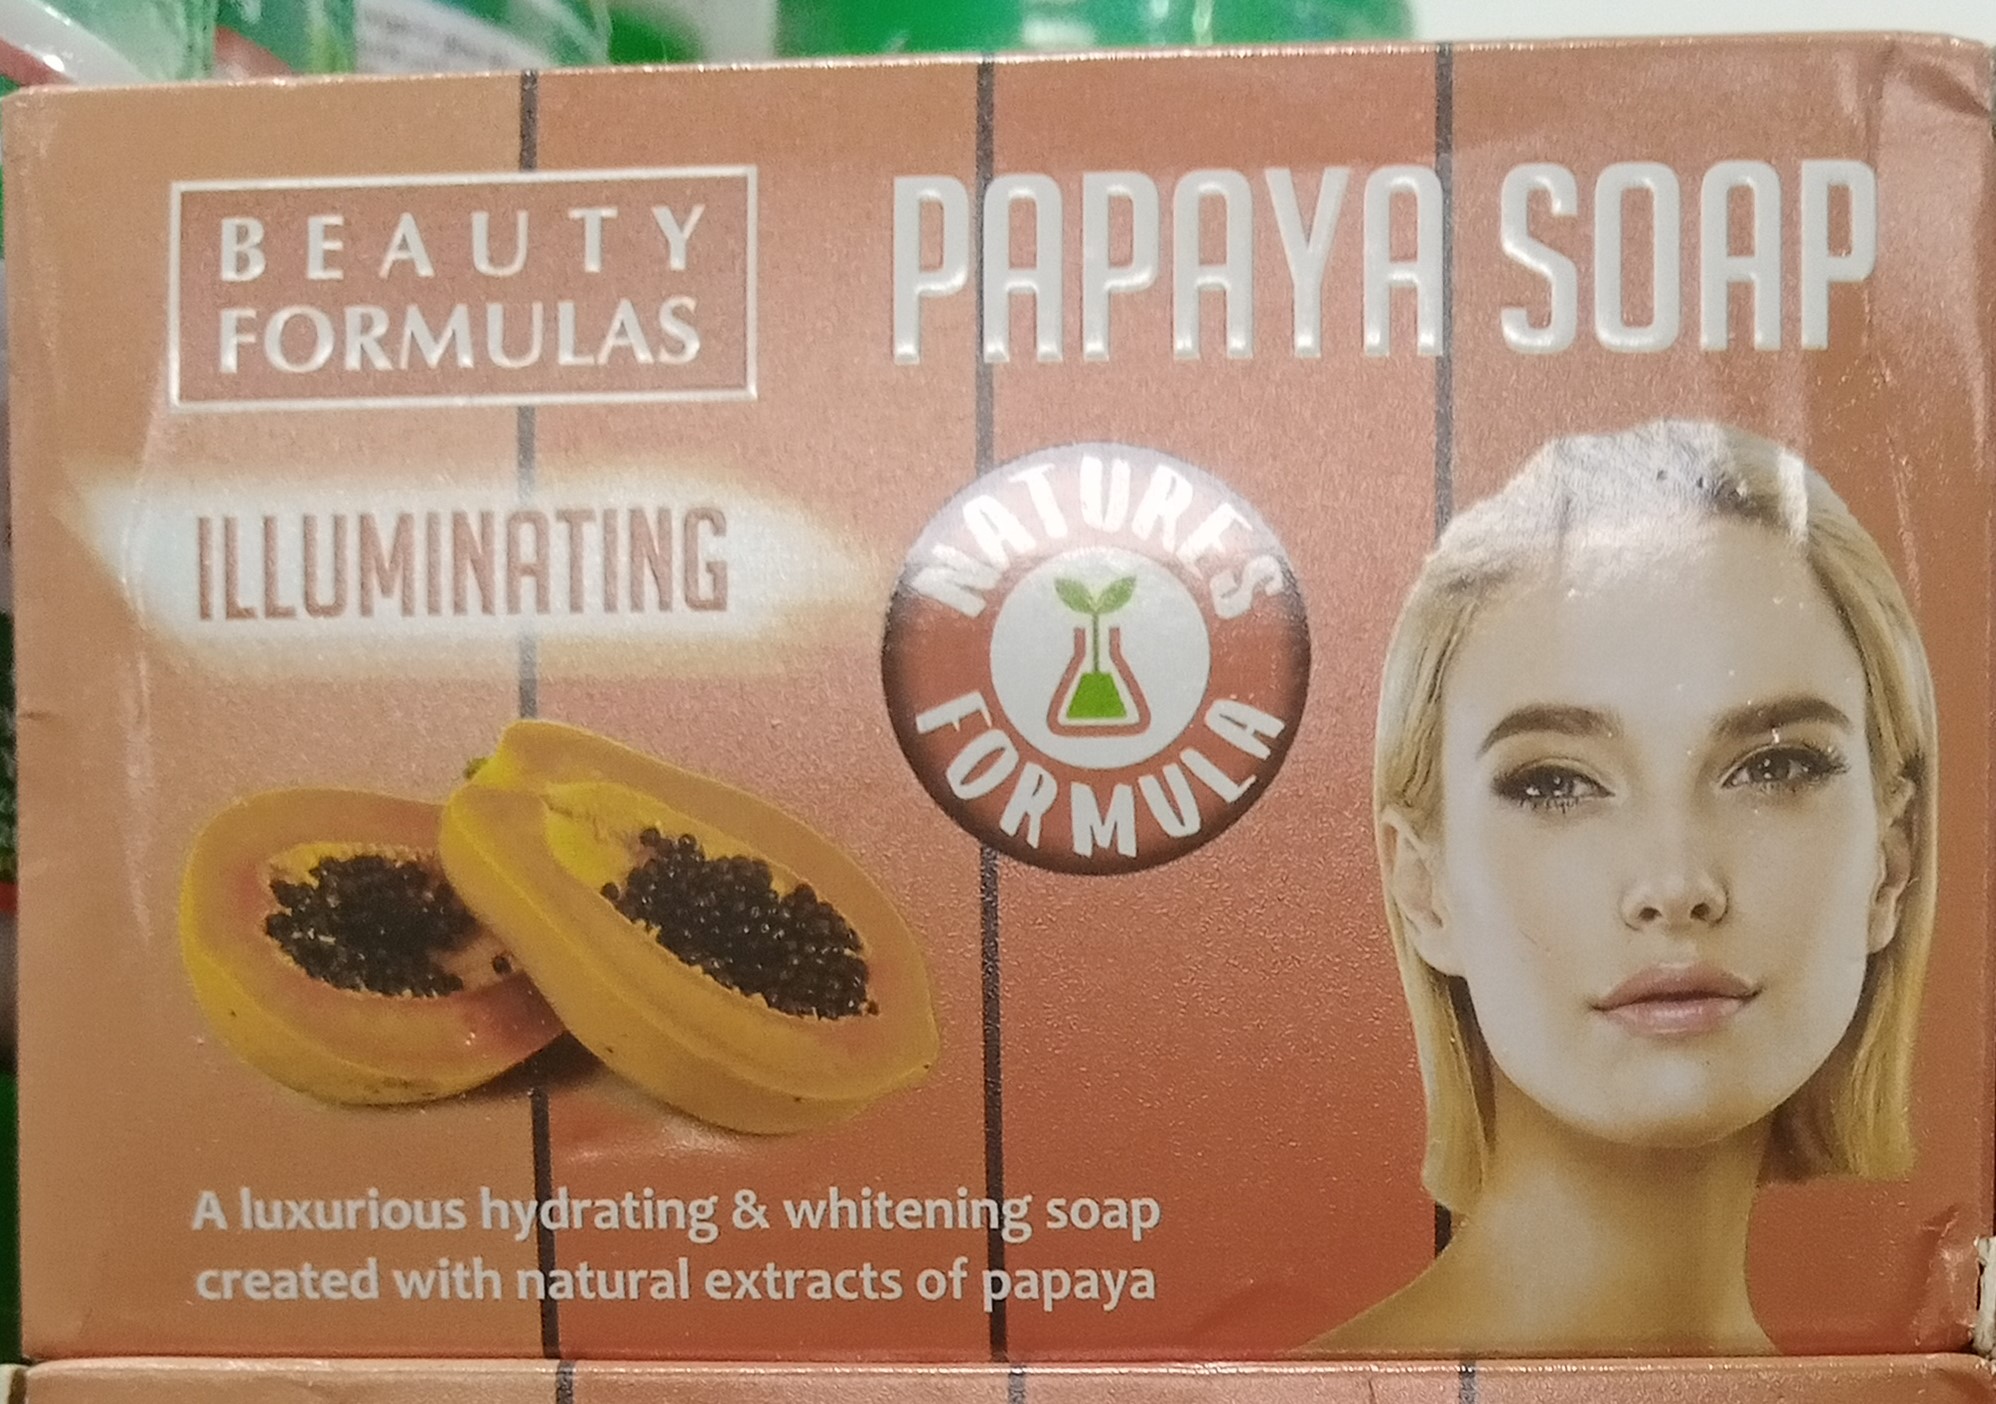 BEAUTY
FORMULAS
PAPAYA SOAP
ILLUMINATING
NATURES
FORMULA
A luxurious hydrating & whitening soap
created with natural extracts of papaya